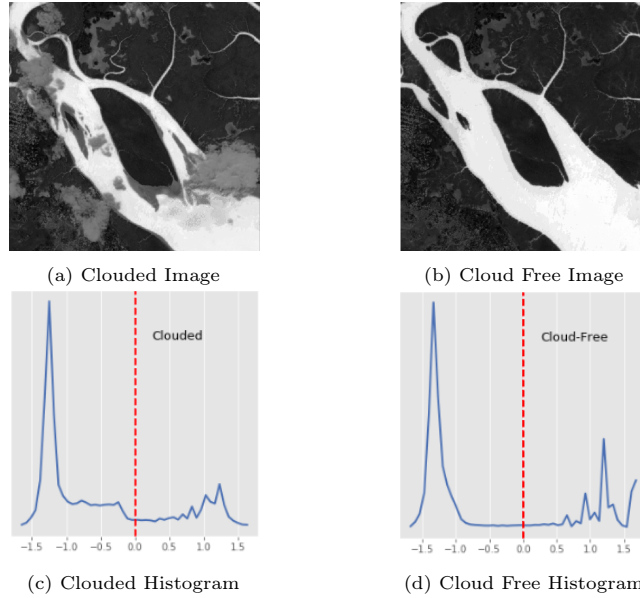 (a) Clouded Image
(b) Cloud Free Image
Clouded
−1.5 −1.0 −0.5 0.0 0.5 1.0 1.5
Cloud-Free
−1.5 −1.0 −0.5 0.0 0.5 1.0 1.5
(c) Clouded Histogram
(d) Cloud Free Histogram